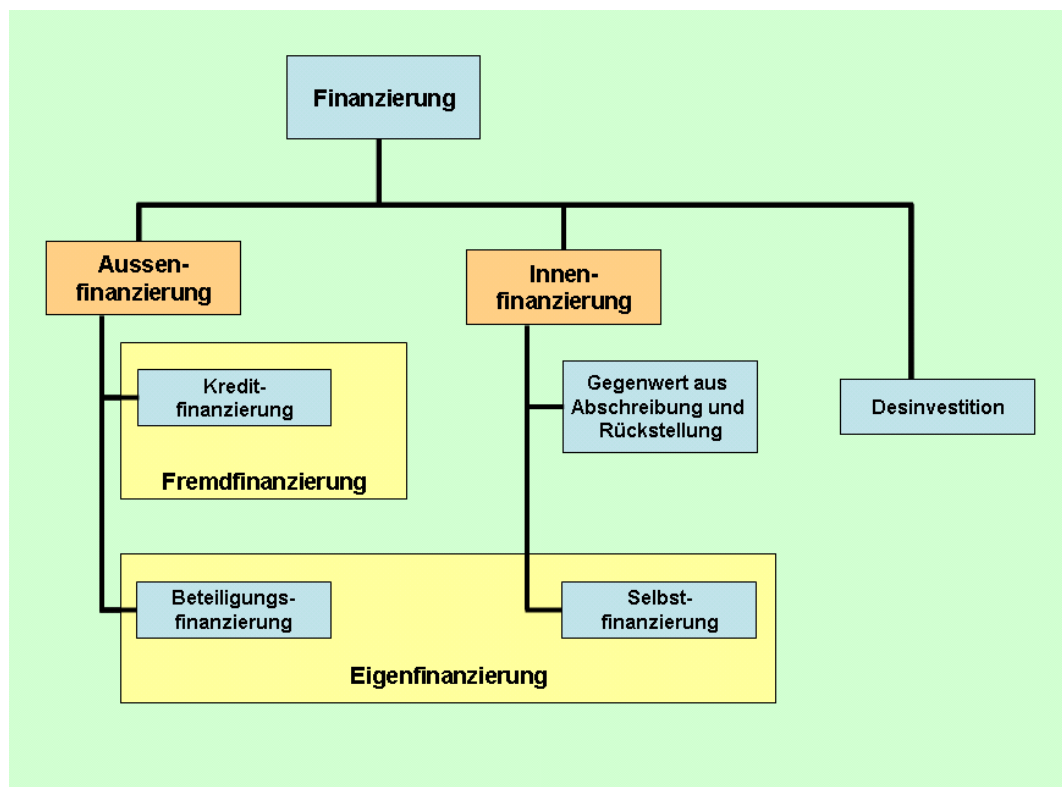 Finanzierung
Aussen-
finanzierung
Innen-
finanzierung
Kredit-
finanzierung
Gegenwert aus
Abschreibung und
Rückstellung
Desinvestition
Fremdfinanzierung
Beteiligungs-
finanzierung
Selbst-
finanzierung
Eigenfinanzierung